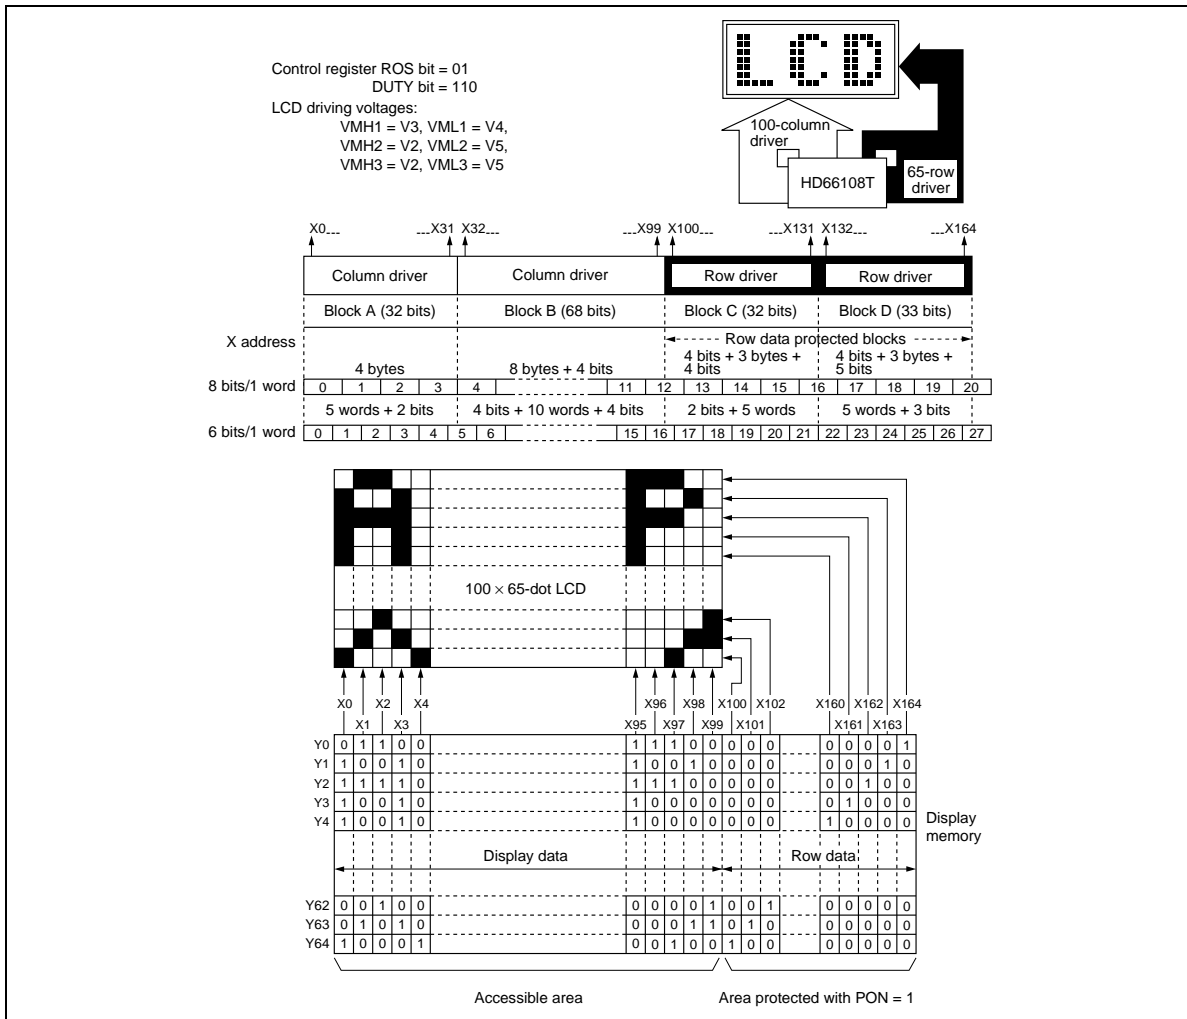 Control register ROS bit = 01
DUTY bit = 110
LCD driving voltages:
VMH1 = V3, VML1 = V4,
VMH2 = V2, VML2 = V5,
VMH3 = V2, VML3 = V5
LCD
100-column
driver
HD66108T
65-row
driver
X0--- ---X31 X32--- ---X99 X100--- ---X131 X132--- ---X164
Column driver Column driver Row driver Row driver
Block A (32 bits) Block B (68 bits) Block C (32 bits) Block D (33 bits)
X address
Row data protected blocks
4 bytes 8 bytes + 4 bits 4 bits + 3 bytes + 4 bits 4 bits + 3 bytes + 5 bits
8 bits/1 word 0 1 2 3 4 11 12 13 14 15 16 17 18 19 20
5 words + 2 bits 4 bits + 10 words + 4 bits 2 bits + 5 words 5 words + 3 bits
6 bits/1 word 0 1 2 3 4 5 6 15 16 17 18 19 20 21 22 23 24 25 26 27
100 × 65-dot LCD
X0 X2 X4 X96 X98 X100 X102 X160 X162 X164
X1 X3 X95 X97 X99 X101 X161 X163
Y0 0 1 1 0 0 1 1 1 0 0 0 0 0 0 0 0 0 1
Y1 1 0 0 1 0 1 0 0 1 0 0 0 0 0 0 0 1 0
Y2 1 1 1 1 0 1 1 1 0 0 0 0 0 0 0 1 0 0
Y3 1 0 0 1 0 1 0 0 0 0 0 0 0 0 1 0 0 0
Y4 1 0 0 1 0 1 0 0 0 0 0 0 0 1 0 0 0 0
Display
memory
Display data Row data
Y62 0 0 1 0 0 0 0 0 0 1 0 0 1 0 0 0 0 0
Y63 0 1 0 1 0 0 0 0 1 1 0 1 0 0 0 0 0 0
Y64 1 0 0 0 1 0 0 1 0 0 1 0 0 0 0 0 0 0
Accessible area Area protected with PON = 1